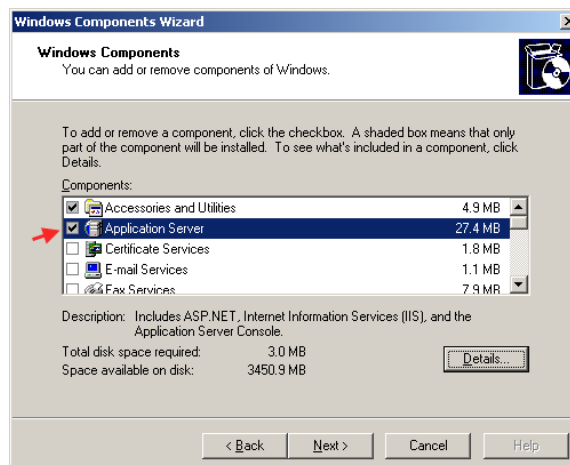 Windows Components Wizard
Windows Components
You can add or remove components of Windows.
To add or remove a component, click the checkbox. A shaded box means that only
part of the component will be installed. To see what's included in a component, click
Details.
Components:
Accessories and Utilities 4.9 MB
Application Server 27.4 MB
Certificate Services 1.8 MB
E-mail Services 1.1 MB
Fax Services 7.9 MB
Description: Includes ASP.NET, Internet Information Services (IIS), and the
Application Server Console.
Total disk space required: 3.0 MB
Space available on disk: 3450.9 MB
Details...
< Back Next > Cancel Help